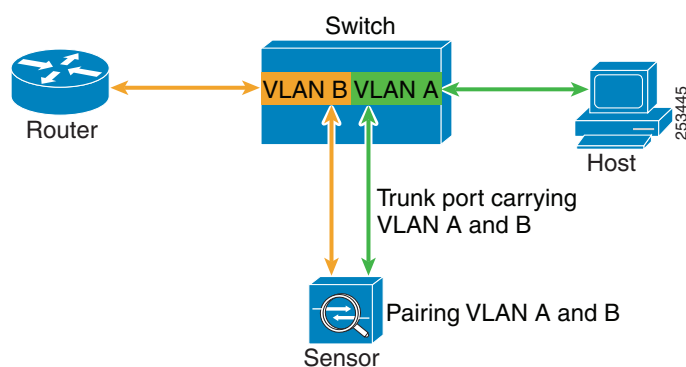 Switch
VLAN B
VLAN A
Router
Host
253445
Trunk port carrying
VLAN A and B
Pairing VLAN A and B
Sensor